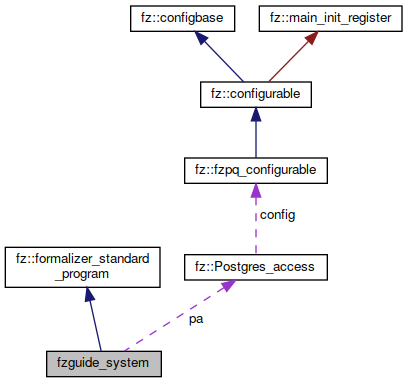 fz::configbase
fz::main_init_register
fz::configurable
fz::fzpq_configurable
config
fz::formalizer_standard
_program
fz::Postgres_access
pa
fzguide_system